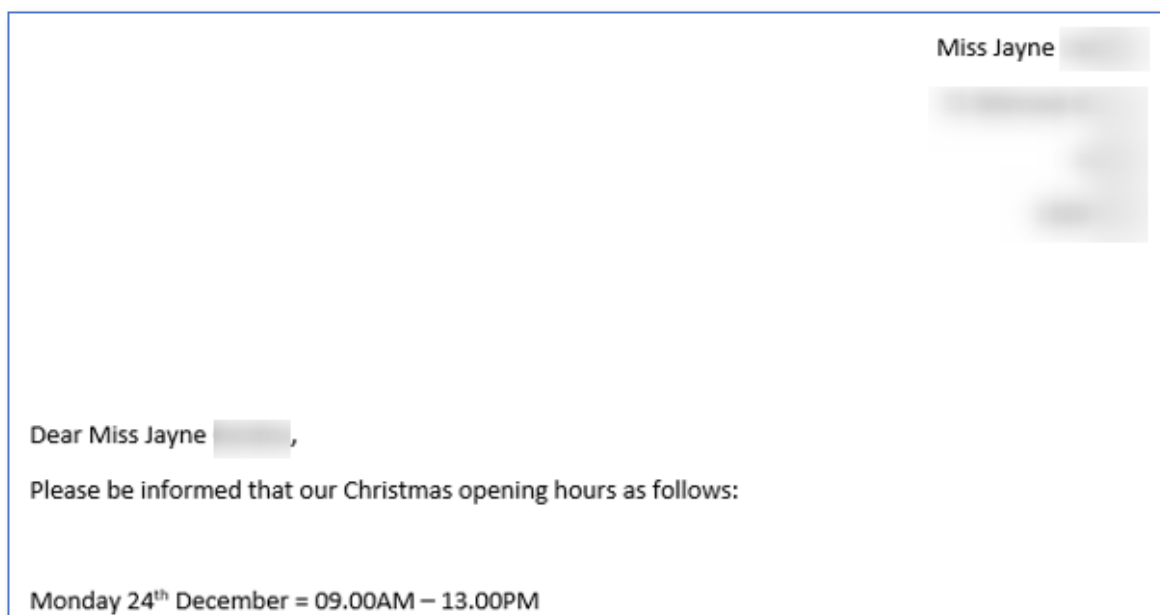 Miss Jayne
Dear Miss Jayne ,
Please be informed that our Christmas opening hours as follows:
Monday 24th December = 09.00AM – 13.00PM